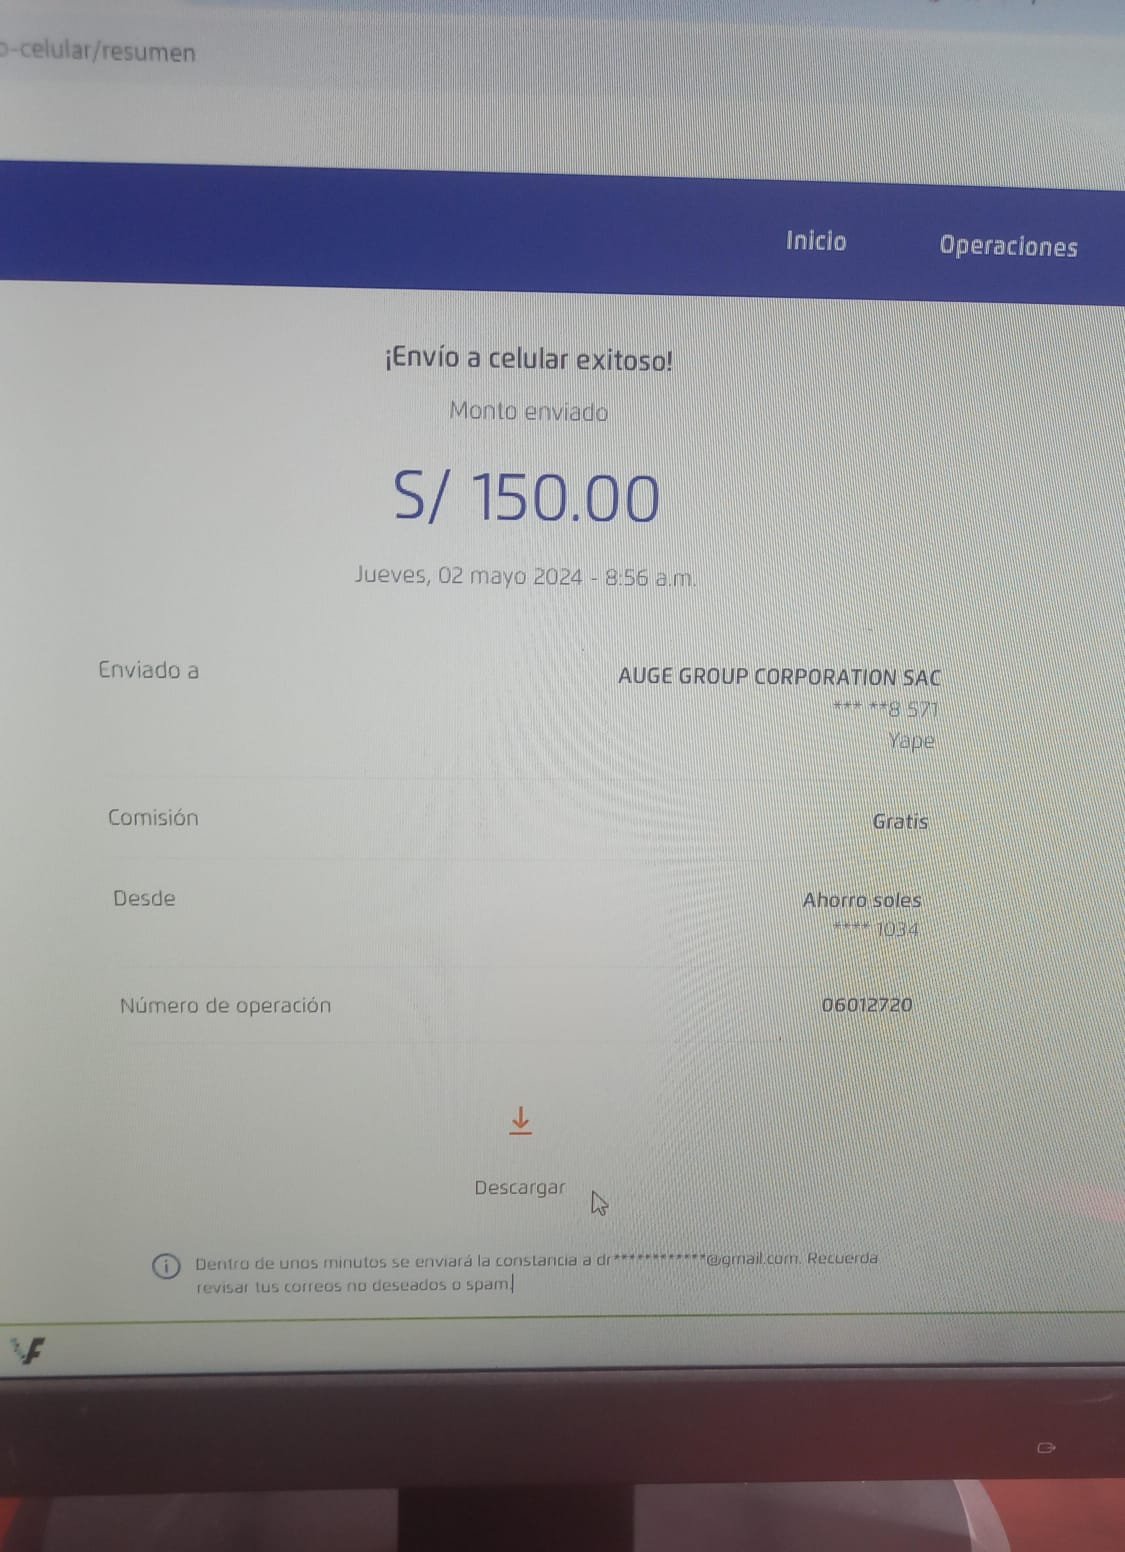 o-celular/resumen
Inicio
Operaciones
¡Envío a celular exitoso!
Monto enviado
S/ 150.00
Jueves, 02 mayo 2024 - 8:56 a.m.
Enviado a
AUGE GROUP CORPORATION SAC
*** **8 571
Yape
Comisión
Gratis
Desde
Ahorro soles
**** 1034
Número de operación
06012720
Descargar
Dentro de unos minutos se enviará la constancia a dr************@gmail.com. Recuerda
revisar tus correos no deseados o spam
VF